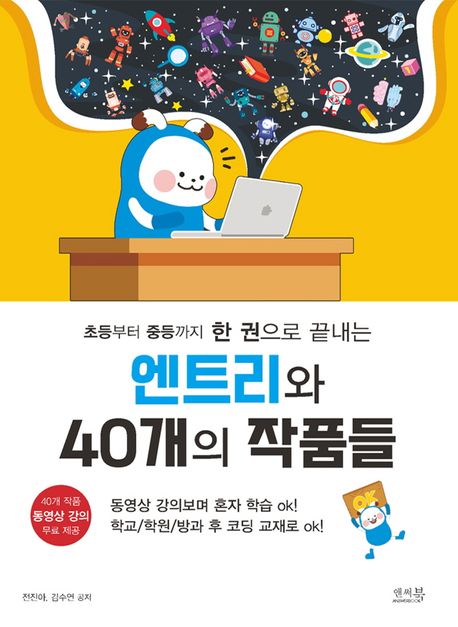 초등부터 중등까지 한 권으로 끝내는
엔트리와
40개의 작품들
40개 작품
동영상 강의
무료 제공
동영상 강의보며 혼자 학습 ok!
학교/학원/방과 후 코딩 교재로 ok!
OK
전진아, 김수연 공저
앤써북
ANSWERBOOK